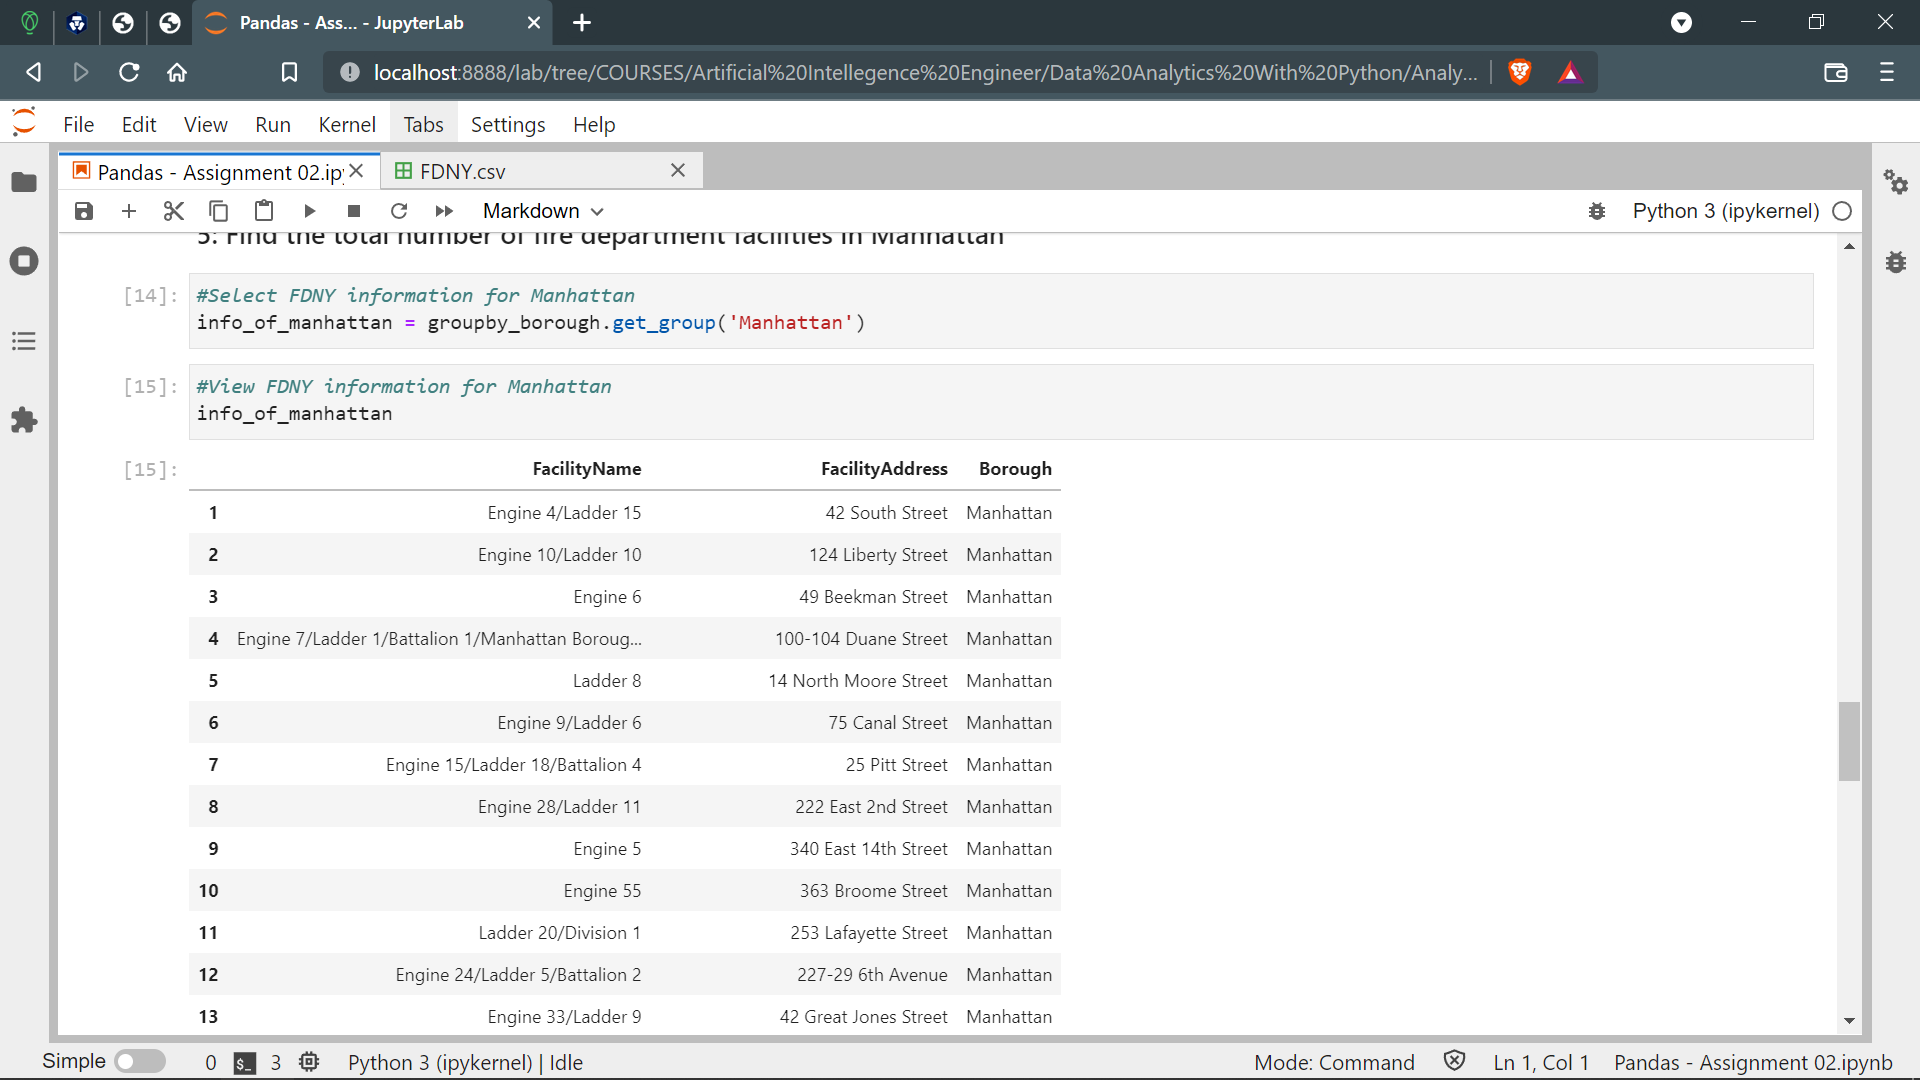 Pandas - Ass... - JupyterLab
localhost:8888/lab/tree/COURSES/Artificial%20Intellegence%20Engineer/Data%20Analytics%20With%20Python/Analy...
File Edit View Run Kernel Tabs Settings Help
Pandas - Assignment 02.ip
FDNY.csv
Markdown
Python 3 (ipykernel)
5: Find the total number of fire department facilities in Manhattan
[14]: #Select FDNY information for Manhattan
info_of_manhattan = groupby_borough.get_group('Manhattan')
[15]: #View FDNY information for Manhattan
info_of_manhattan
[15]: FacilityName FacilityAddress Borough
1 Engine 4/Ladder 15 42 South Street Manhattan
2 Engine 10/Ladder 10 124 Liberty Street Manhattan
3 Engine 6 49 Beekman Street Manhattan
4 Engine 7/Ladder 1/Battalion 1/Manhattan Boroug... 100-104 Duane Street Manhattan
5 Ladder 8 14 North Moore Street Manhattan
6 Engine 9/Ladder 6 75 Canal Street Manhattan
7 Engine 15/Ladder 18/Battalion 4 25 Pitt Street Manhattan
8 Engine 28/Ladder 11 222 East 2nd Street Manhattan
9 Engine 5 340 East 14th Street Manhattan
10 Engine 55 363 Broome Street Manhattan
11 Ladder 20/Division 1 253 Lafayette Street Manhattan
12 Engine 24/Ladder 5/Battalion 2 227-29 6th Avenue Manhattan
13 Engine 33/Ladder 9 42 Great Jones Street Manhattan
Simple 0 $_ 3 Python 3 (ipykernel) | Idle Mode: Command Ln 1, Col 1 Pandas - Assignment 02.ipynb